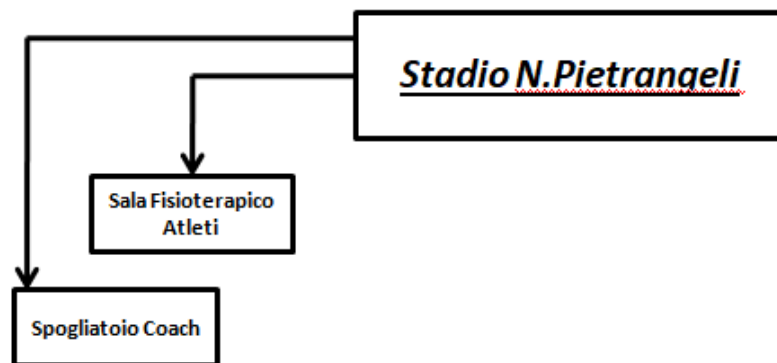 Stadio N.Pietrangeli
Sala Fisioterapico
Atleti
Spogliatoio Coach